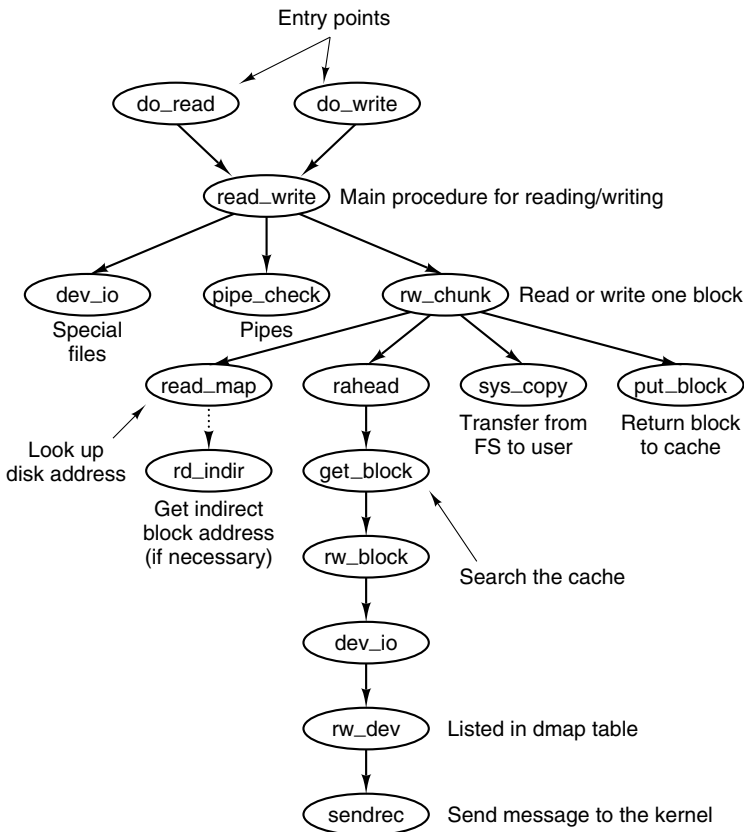 Entry points
do_read
do_write
read_write
Main procedure for reading/writing
dev_io
pipe_check
rw_chunk
Read or write one block
Special
files
Pipes
read_map
rahead
sys_copy
put_block
Transfer from
FS to user
Return block
to cache
Look up
disk address
rd_indir
get_block
Get indirect
block address
(if necessary)
rw_block
Search the cache
dev_io
rw_dev
Listed in dmap table
sendrec
Send message to the kernel